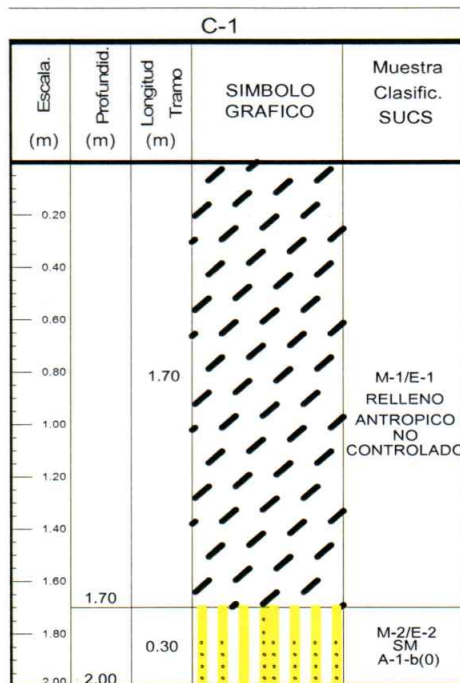 C-1
Escala.
(m)
Profundid.
(m)
Longitud
Tramo
(m)
SIMBOLO
GRAFICO
Muestra
Clasific.
SUCS
0.20
0.40
0.60
0.80
1.00
1.20
1.40
1.60
1.80
2.00
1.70
2.00
1.70
0.30
M-1/E-1
RELLENO
ANTROPICO
NO
CONTROLADO
M-2/E-2
SM
A-1-b(0)